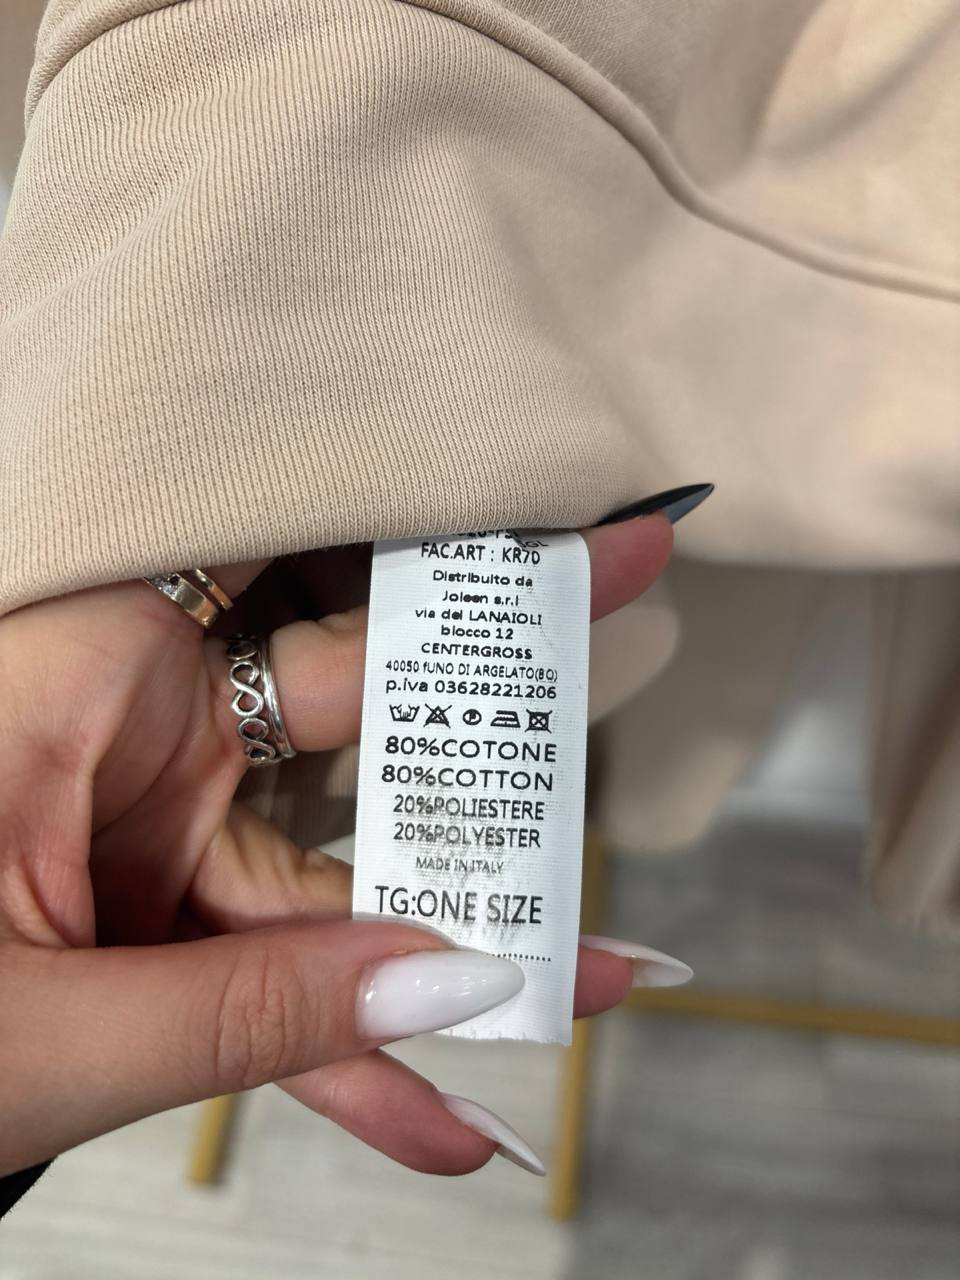 FAC.ART : KR70
Distribuito da
Joleen s.r.l
via dei LANAIOLI
blocco 12
CENTERGROSS
40050 fUNO DI ARGELATO(BO)
p.iva 03628221206
80%COTONE
80%COTTON
20%POLIESTERE
20%POLYESTER
MADE IN ITALY
TG:ONE SIZE